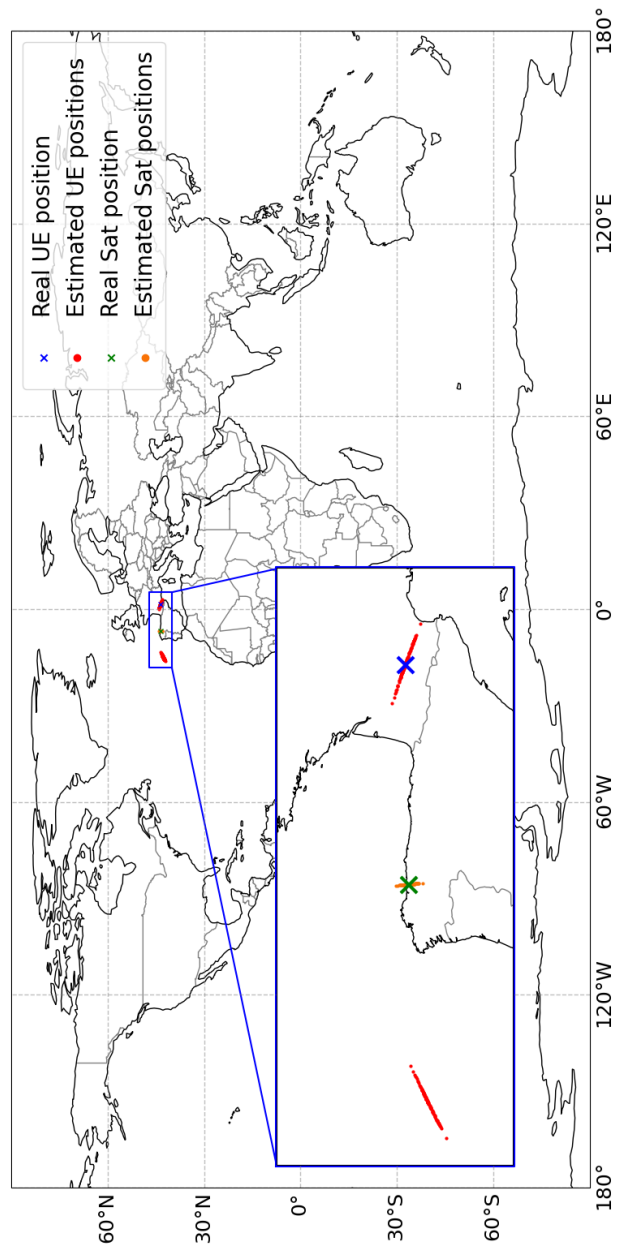 Real UE position
Estimated UE positions
Real Sat position
Estimated Sat positions
60°N
30°N
0°
30°S
60°S
180°
120°W
60°W
0°
60°E
120°E
180°